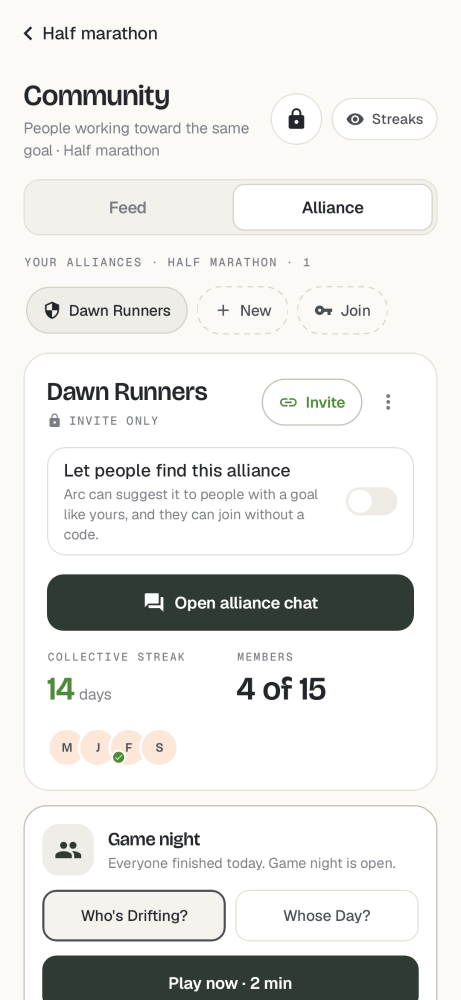 Half marathon
Community
People working toward the same
goal · Half marathon
Streaks
Feed
Alliance
YOUR ALLIANCES · HALF MARATHON · 1
Dawn Runners
New
Join
Dawn Runners
INVITE ONLY
Invite
Let people find this alliance
Arc can suggest it to people with a goal
like yours, and they can join without a
code.
Open alliance chat
COLLECTIVE STREAK
MEMBERS
14 days
4 of 15
M J F S
Game night
Everyone finished today. Game night is open.
Who's Drifting?
Whose Day?
Play now · 2 min